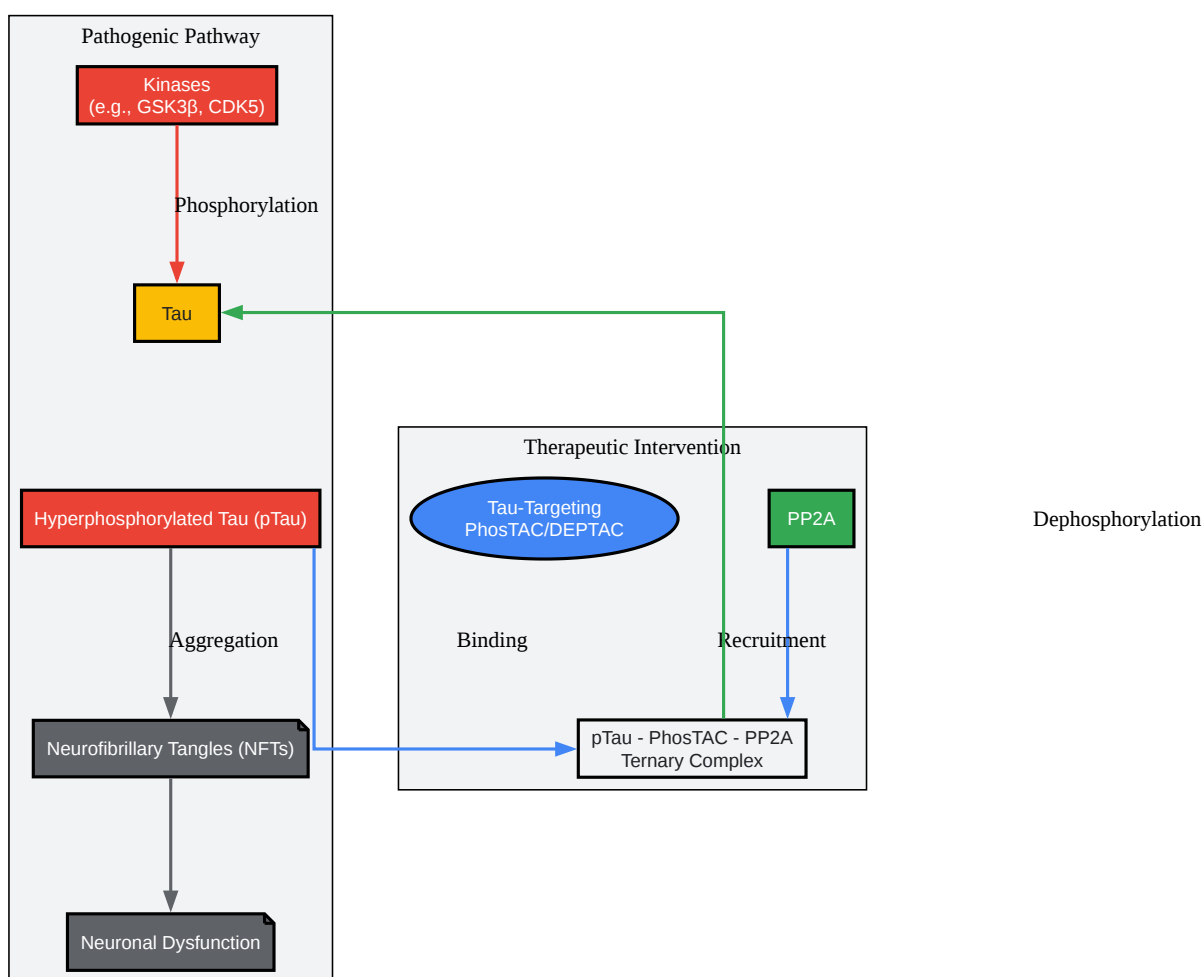 Pathogenic Pathway
Kinases
(e.g., GSK3β, CDK5)
Phosphorylation
Tau
Therapeutic Intervention
Hyperphosphorylated Tau (pTau)
Tau-Targeting
PhosTAC/DEPTAC
PP2A
Dephosphorylation
Aggregation
Binding
Recruitment
Neurofibrillary Tangles (NFTs)
pTau - PhosTAC - PP2A
Ternary Complex
Neuronal Dysfunction